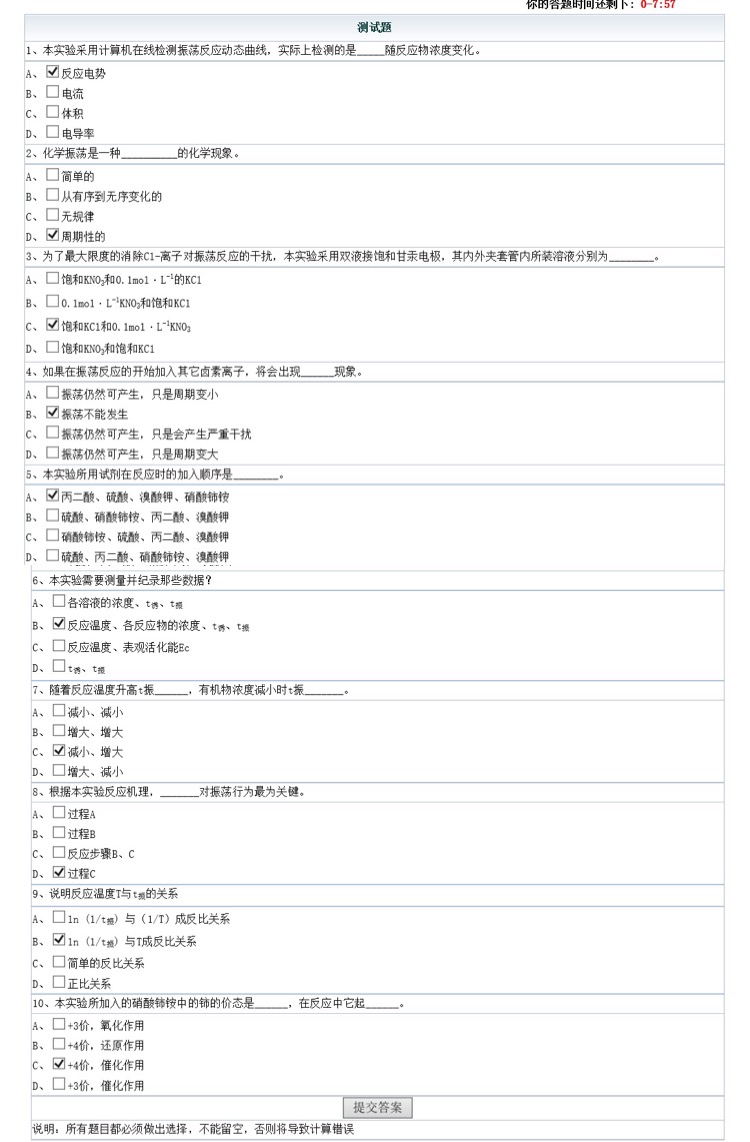 你的答题时间还剩下：0-7:57
测试题
1、本实验采用计算机在线检测振荡反应动态曲线，实际上检测的是_____随反应物浓度变化。
A、☑反应电势
B、☐电流
C、☐体积
D、☐电导率
2、化学振荡是一种__________的化学现象。
A、☐简单的
B、☐从有序到无序变化的
C、☐无规律
D、☑周期性的
3、为了最大限度的消除Cl-离子对振荡反应的干扰，本实验采用双液接饱和甘汞电极，其内外夹套管内所装溶液分别为________。
A、☐饱和KNO₃和0.1mol·L⁻¹的KCl
B、☐0.1mol·L⁻¹KNO₃和饱和KCl
C、☑饱和KCl和0.1mol·L⁻¹KNO₃
D、☐饱和KNO₃和饱和KCl
4、如果在振荡反应的开始加入其它卤素离子，将会出现______现象。
A、☐振荡仍然可产生，只是周期变小
B、☑振荡不能发生
C、☐振荡仍然可产生，只是会产生严重干扰
D、☐振荡仍然可产生，只是周期变大
5、本实验所用试剂在反应时的加入顺序是________。
A、☑丙二酸、硫酸、溴酸钾、硝酸铈铵
B、☐硫酸、硝酸铈铵、丙二酸、溴酸钾
C、☐硝酸铈铵、硫酸、丙二酸、溴酸钾
D、☐硫酸、丙二酸、硝酸铈铵、溴酸钾
6、本实验需要测量并纪录那些数据？
A、☐各溶液的浓度、t诱、t振
B、☑反应温度、各反应物的浓度、t诱、t振
C、☐反应温度、表观活化能Ec
D、☐t诱、t振
7、随着反应温度升高t振______，有机物浓度减小时t振_______。
A、☐减小、减小
B、☐增大、增大
C、☑减小、增大
D、☐增大、减小
8、根据本实验反应机理，_______对振荡行为最为关键。
A、☐过程A
B、☐过程B
C、☐反应步骤B、C
D、☑过程C
9、说明反应温度T与t振的关系
A、☐ln（1/t振）与（1/T）成反比关系
B、☑ln（1/t振）与T成反比关系
C、☐简单的反比关系
D、☐正比关系
10、本实验所加入的硝酸铈铵中的铈的价态是______，在反应中它起______。
A、☐+3价，氧化作用
B、☐+4价，还原作用
C、☑+4价，催化作用
D、☐+3价，催化作用
提交答案
说明：所有题目都必须做出选择，不能留空，否则将导致计算错误